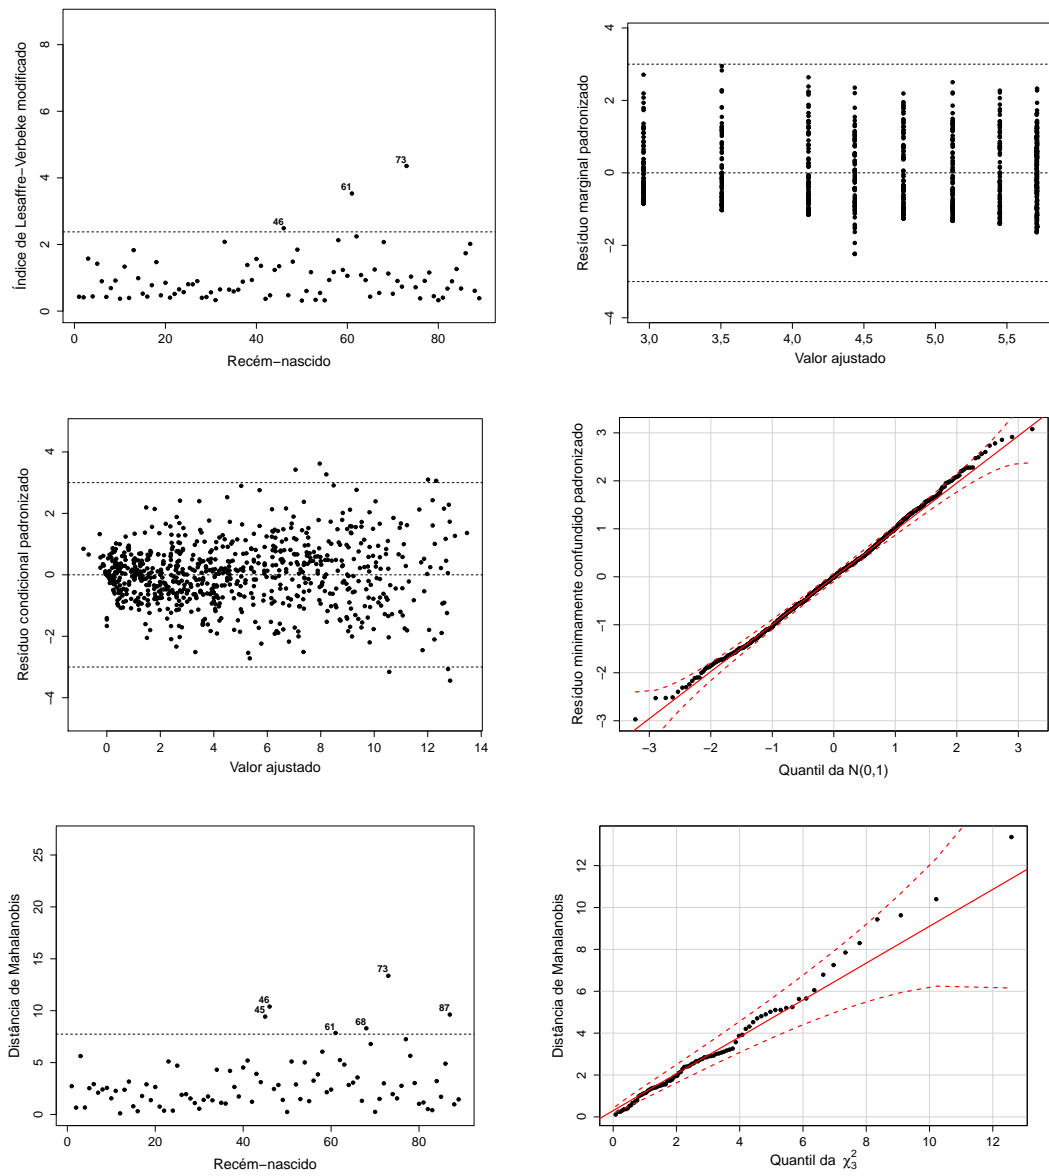 Índice de Lesaffre−Verbeke modificado
0 2 4 6 8
73
61
46
0 20 40 60 80
Recém−nascido
Resíduo marginal padronizado
−4 −2 0 2 4
3,0 3,5 4,0 4,5 5,0 5,5
Valor ajustado
Resíduo condicional padronizado
−4 −2 0 2 4
0 2 4 6 8 10 12 14
Valor ajustado
Resíduo minimamente confundido padronizado
−3 −2 −1 0 1 2 3
−3 −2 −1 0 1 2 3
Quantil da N(0,1)
Distância de Mahalanobis
0 5 10 15 20 25
73
46
45
87
68
61
0 20 40 60 80
Recém−nascido
Distância de Mahalanobis
0 2 4 6 8 10 12
0 2 4 6 8 10 12
Quantil da χ²₃